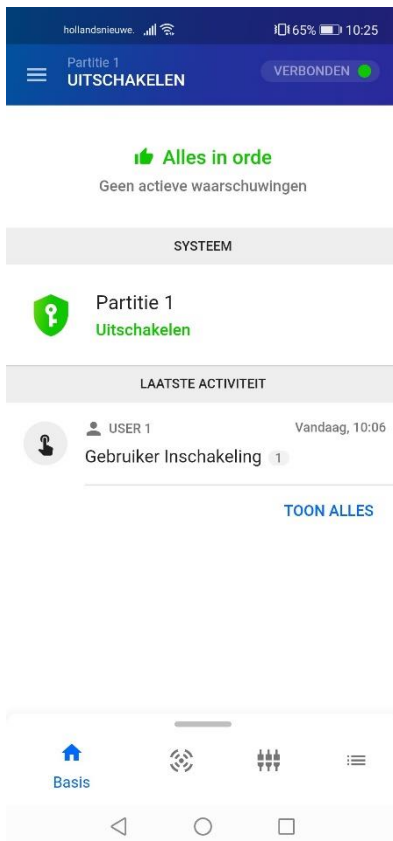 hollandsnieuwe. 65% 10:25
Partitie 1
UITSCHAKELEN
VERBONDEN
Alles in orde
Geen actieve waarschuwingen
SYSTEEM
Partitie 1
Uitschakelen
LAATSTE ACTIVITEIT
USER 1 Vandaag, 10:06
Gebruiker Inschakeling 1
TOON ALLES
Basis